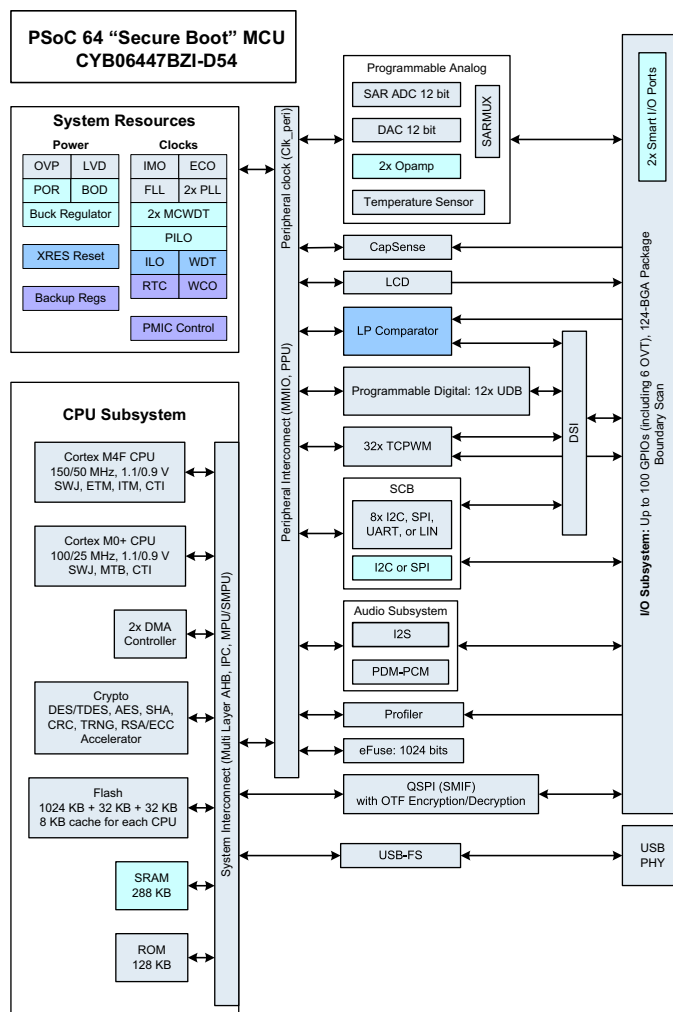 PSoC 64 “Secure Boot” MCU
CYB06447BZI-D54
System Resources
Power
Clocks
OVP
LVD
POR
BOD
Buck Regulator
XRES Reset
Backup Regs
IMO
ECO
FLL
2x PLL
2x MCWDT
PILO
ILO
WDT
RTC
WCO
PMIC Control
CPU Subsystem
Cortex M4F CPU
150/50 MHz, 1.1/0.9 V
SWJ, ETM, ITM, CTI
Cortex M0+ CPU
100/25 MHz, 1.1/0.9 V
SWJ, MTB, CTI
2x DMA
Controller
Crypto
DES/TDES, AES, SHA,
CRC, TRNG, RSA/ECC
Accelerator
Flash
1024 KB + 32 KB + 32 KB
8 KB cache for each CPU
SRAM
288 KB
ROM
128 KB
System Interconnect (Multi Layer AHB, IPC, MPU/SMPU)
Peripheral clock (Clk_peri)
Peripheral Interconnect (MMIO, PPU)
Programmable Analog
SAR ADC 12 bit
DAC 12 bit
2x Opamp
Temperature Sensor
SARMUX
CapSense
LCD
LP Comparator
Programmable Digital: 12x UDB
32x TCPWM
SCB
8x I2C, SPI,
UART, or LIN
I2C or SPI
Audio Subsystem
I2S
PDM-PCM
Profiler
eFuse: 1024 bits
QSPI (SMIF)
with OTF Encryption/Decryption
USB-FS
DSI
2x Smart I/O Ports
I/O Subsystem: Up to 100 GPIOs (including 6 OVT), 124-BGA Package
Boundary Scan
USB
PHY